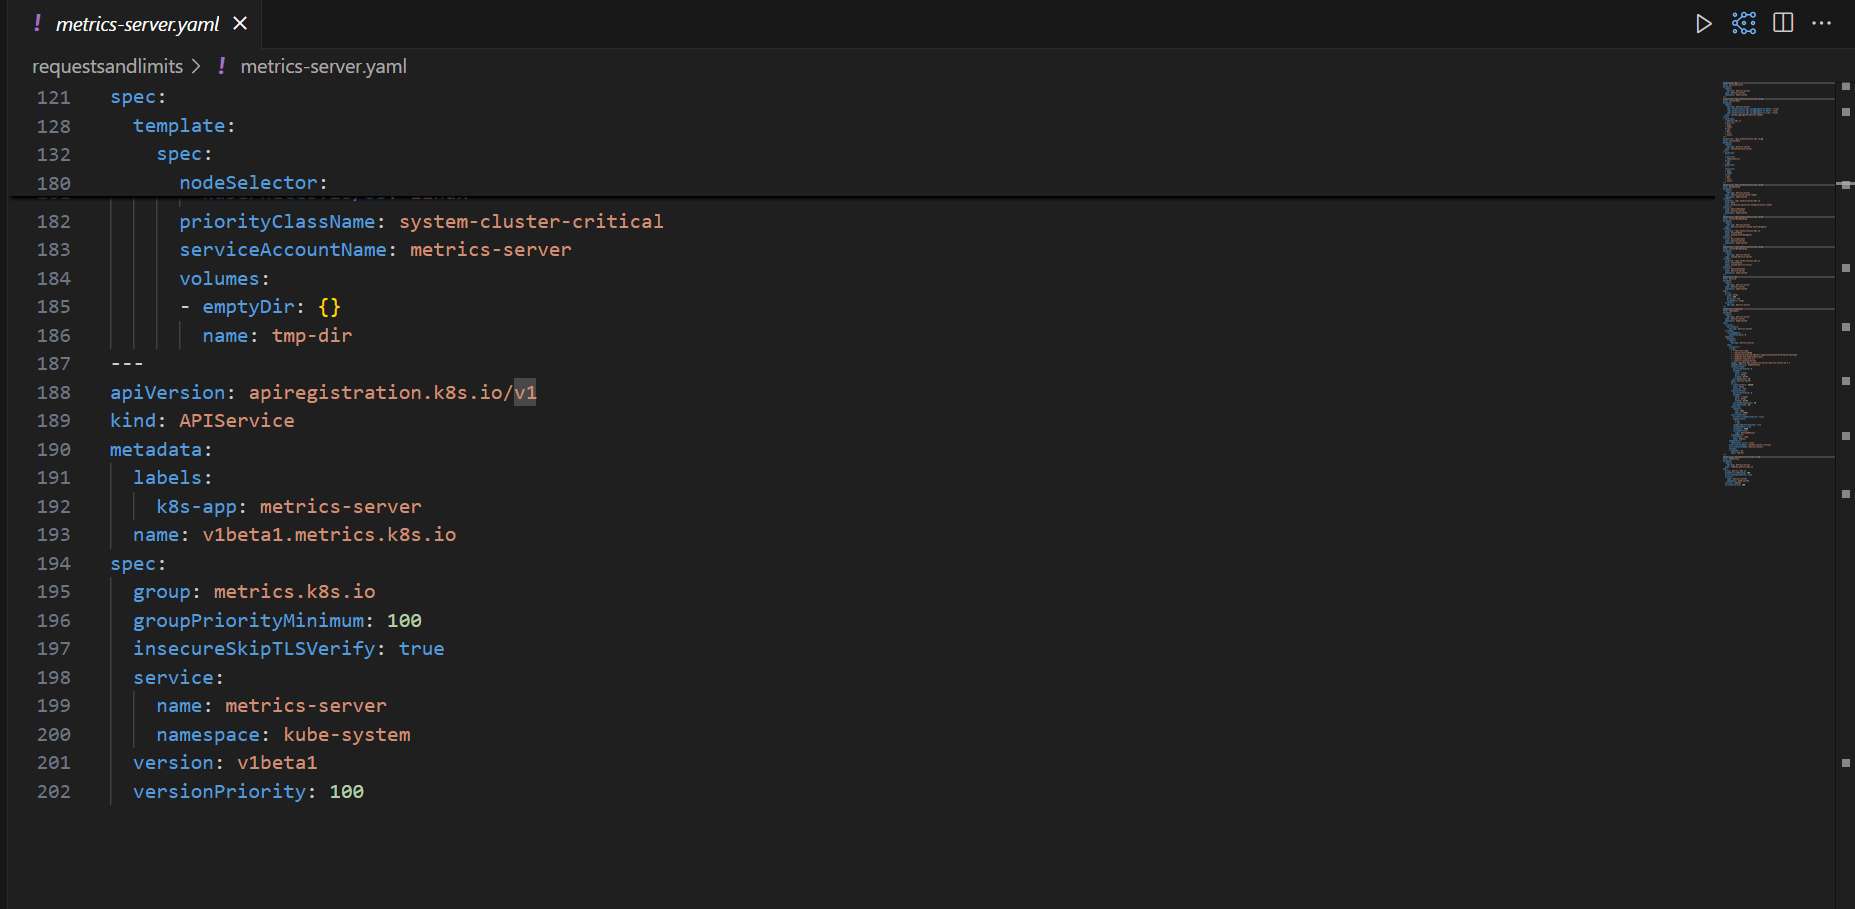 ! metrics-server.yaml ×
requestsandlimits > ! metrics-server.yaml
121 spec:
128 template:
132 spec:
180 nodeSelector:
182 priorityClassName: system-cluster-critical
183 serviceAccountName: metrics-server
184 volumes:
185 - emptyDir: {}
186 name: tmp-dir
187 ---
188 apiVersion: apiregistration.k8s.io/v1
189 kind: APIService
190 metadata:
191 labels:
192 k8s-app: metrics-server
193 name: v1beta1.metrics.k8s.io
194 spec:
195 group: metrics.k8s.io
196 groupPriorityMinimum: 100
197 insecureSkipTLSVerify: true
198 service:
199 name: metrics-server
200 namespace: kube-system
201 version: v1beta1
202 versionPriority: 100